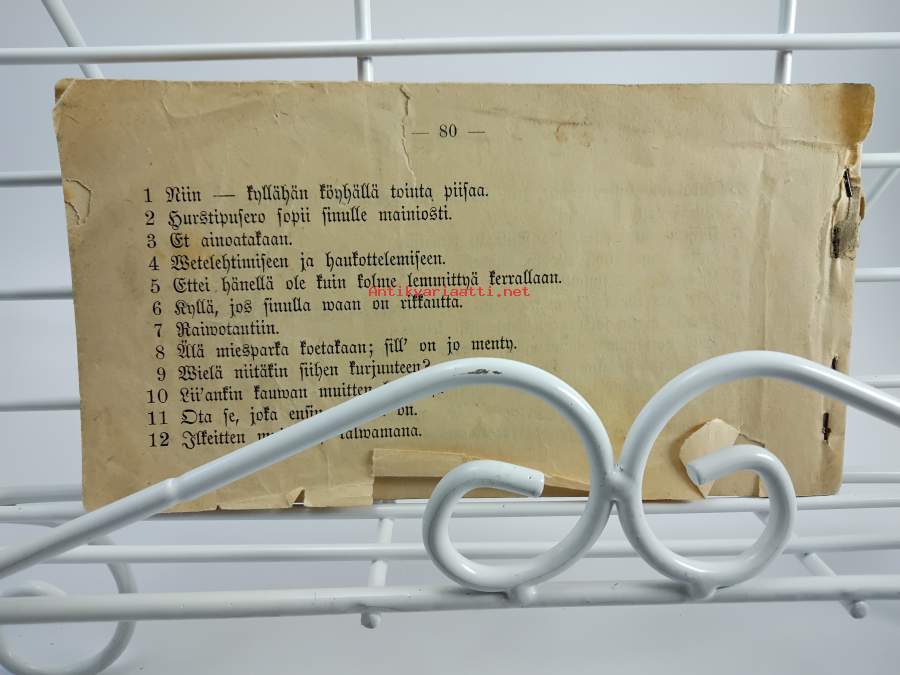 — 80 —
1 Niin — kyllähän köyhällä tointa piisaa.
2 Hurstipusero sopii sinulle mainiosti.
3 Et ainoatakaan.
4 Wetelehtimiseen ja haukottelemiseen.
5 Ettei hänellä ole kuin kolme lemmittyä kerrallaan.
Antikvariaatti.net
6 Kyllä, jos sinulla waan on rikkautta.
7 Raiwotautiin.
8 Älä miesparka koetakaan; sill' on jo menty.
9 Wielä niitäkin siihen kurjuuteen?
10 Lii'ankin kauwan muitten
11 Ota se, joka on.
12 Ilkeitten